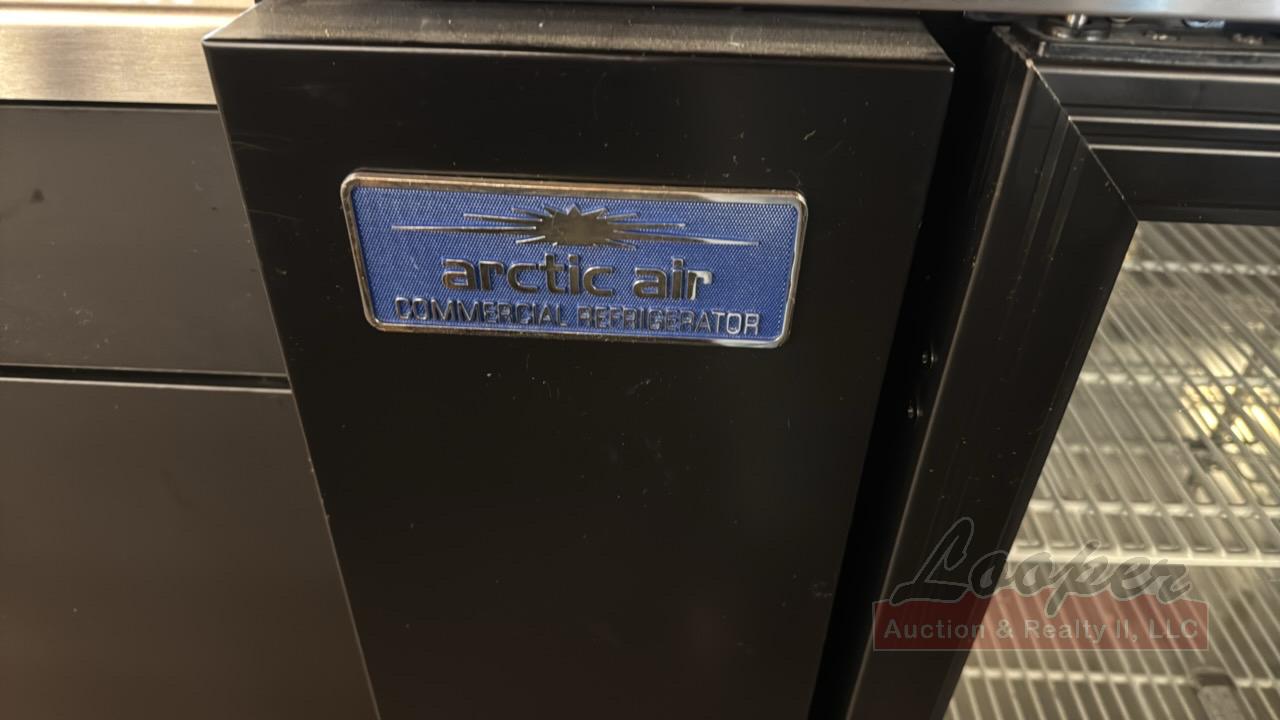 arctic air
COMMERCIAL REFRIGERATOR
Looper
Auction & Realty II, LLC